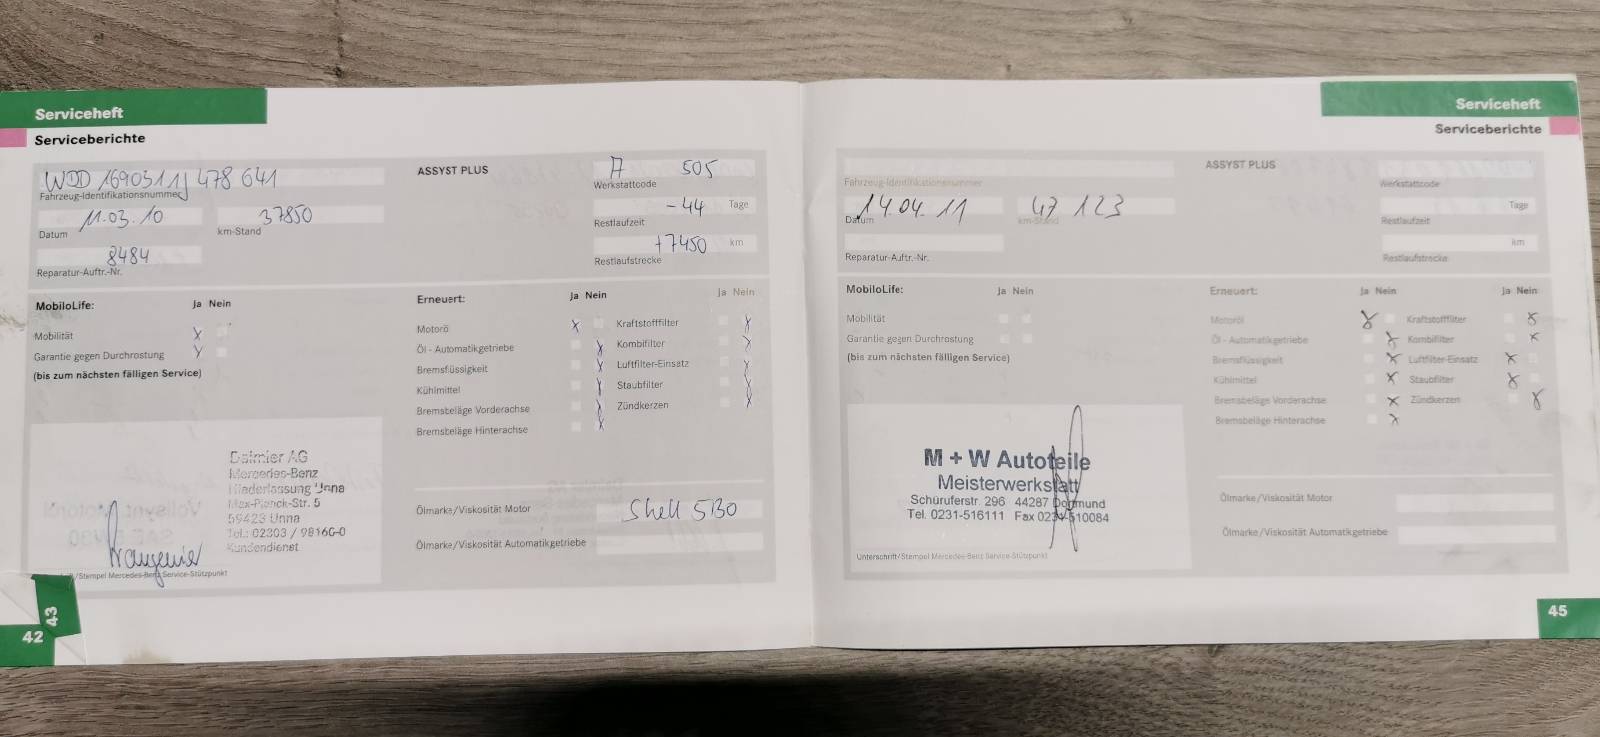 Serviceheft
Serviceberichte
WDD 1690311J478641
Fahrzeug-Identifikationsnummer
11.03.10
Datum
37850
km-Stand
8484
Reparatur-Auftr.-Nr.
ASSYST PLUS
A 505
Werkstattcode
-44 Tage
Restlaufzeit
+7450 km
Restlaufstrecke
MobiloLife: Ja Nein
Mobilität X
Garantie gegen Durchrostung X
(bis zum nächsten fälligen Service)
Erneuert: Ja Nein Ja Nein
Motorö X Kraftstofffilter X
Öl - Automatikgetriebe X Kombifilter X
Bremsflüssigkeit X Luftfilter-Einsatz X
Kühlmittel X Staubfilter X
Bremsbeläge Vorderachse X Zündkerzen X
Bremsbeläge Hinterachse X
Daimler AG
Mercedes-Benz
Niederlassung Unna
Max-Planck-Str. 5
59423 Unna
Tel.: 02303 / 98160-0
Kundendienst
/Stempel Mercedes-Benz Service-Stützpunkt
Ölmarke/Viskosität Motor Shell 5W30
Ölmarke/Viskosität Automatikgetriebe
43
42
Serviceheft
Serviceberichte
Fahrzeug-Identifikationsnummer
14.04.11
Datum
47 123
km-Stand
Reparatur-Auftr.-Nr.
ASSYST PLUS
Werkstattcode
Tage
Restlaufzeit
km
Restlaufstrecke
MobiloLife: Ja Nein
Mobilität
Garantie gegen Durchrostung
(bis zum nächsten fälligen Service)
Erneuert: Ja Nein Ja Nein
Motoröl X Kraftstofffilter X
Öl - Automatikgetriebe X Kombifilter X
Bremsflüssigkeit X Luftfilter-Einsatz X
Kühlmittel X Staubfilter X
Bremsbeläge Vorderachse X Zündkerzen X
Bremsbeläge Hinterachse X
M + W Autoteile
Meisterwerkstatt
Schüruferstr. 296 44287 Dortmund
Tel. 0231-516111 Fax 0231-510084
Unterschrift/Stempel Mercedes-Benz Service-Stützpunkt
Ölmarke/Viskosität Motor
Ölmarke/Viskosität Automatikgetriebe
45